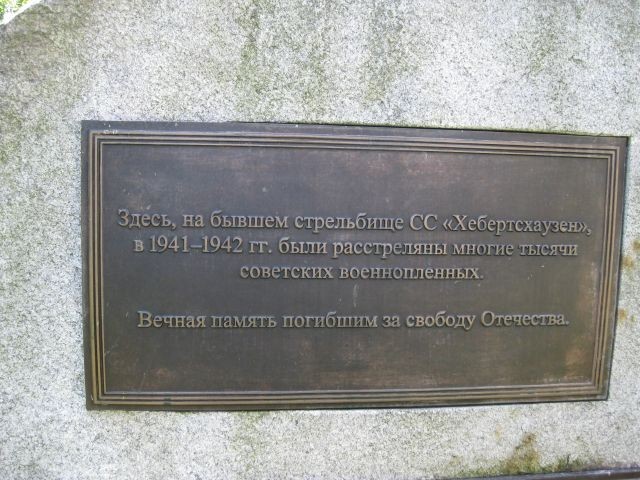 Здесь, на бывшем стрельбище СС «Хебертсхаузен»,
в 1941–1942 гг. были расстреляны многие тысячи
советских военнопленных.
Вечная память погибшим за свободу Отечества.